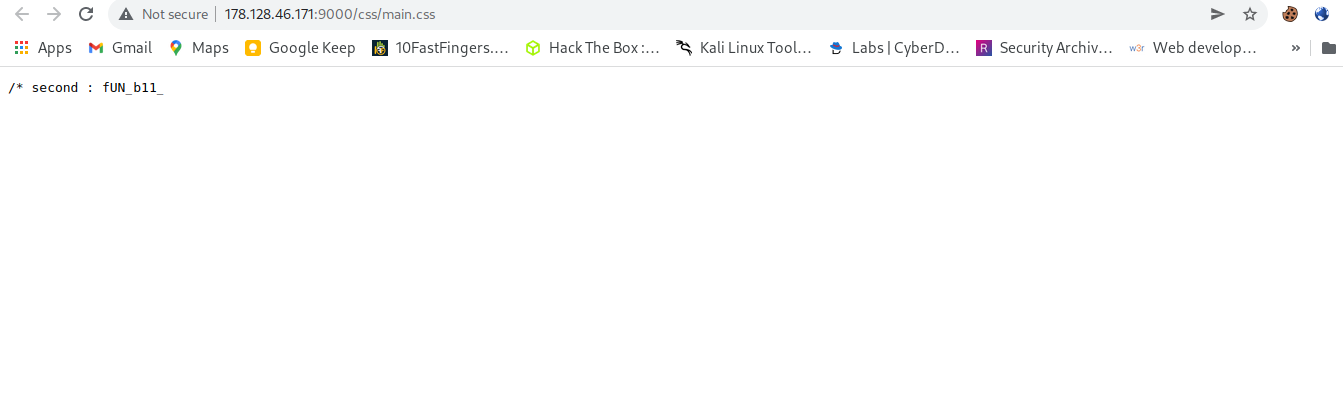 Not secure | 178.128.46.171:9000/css/main.css
Apps Gmail Maps Google Keep 10FastFingers.... Hack The Box :... Kali Linux Tool... Labs | CyberD... R Security Archiv... w3r Web develop... »
/* second : fUN_b11_